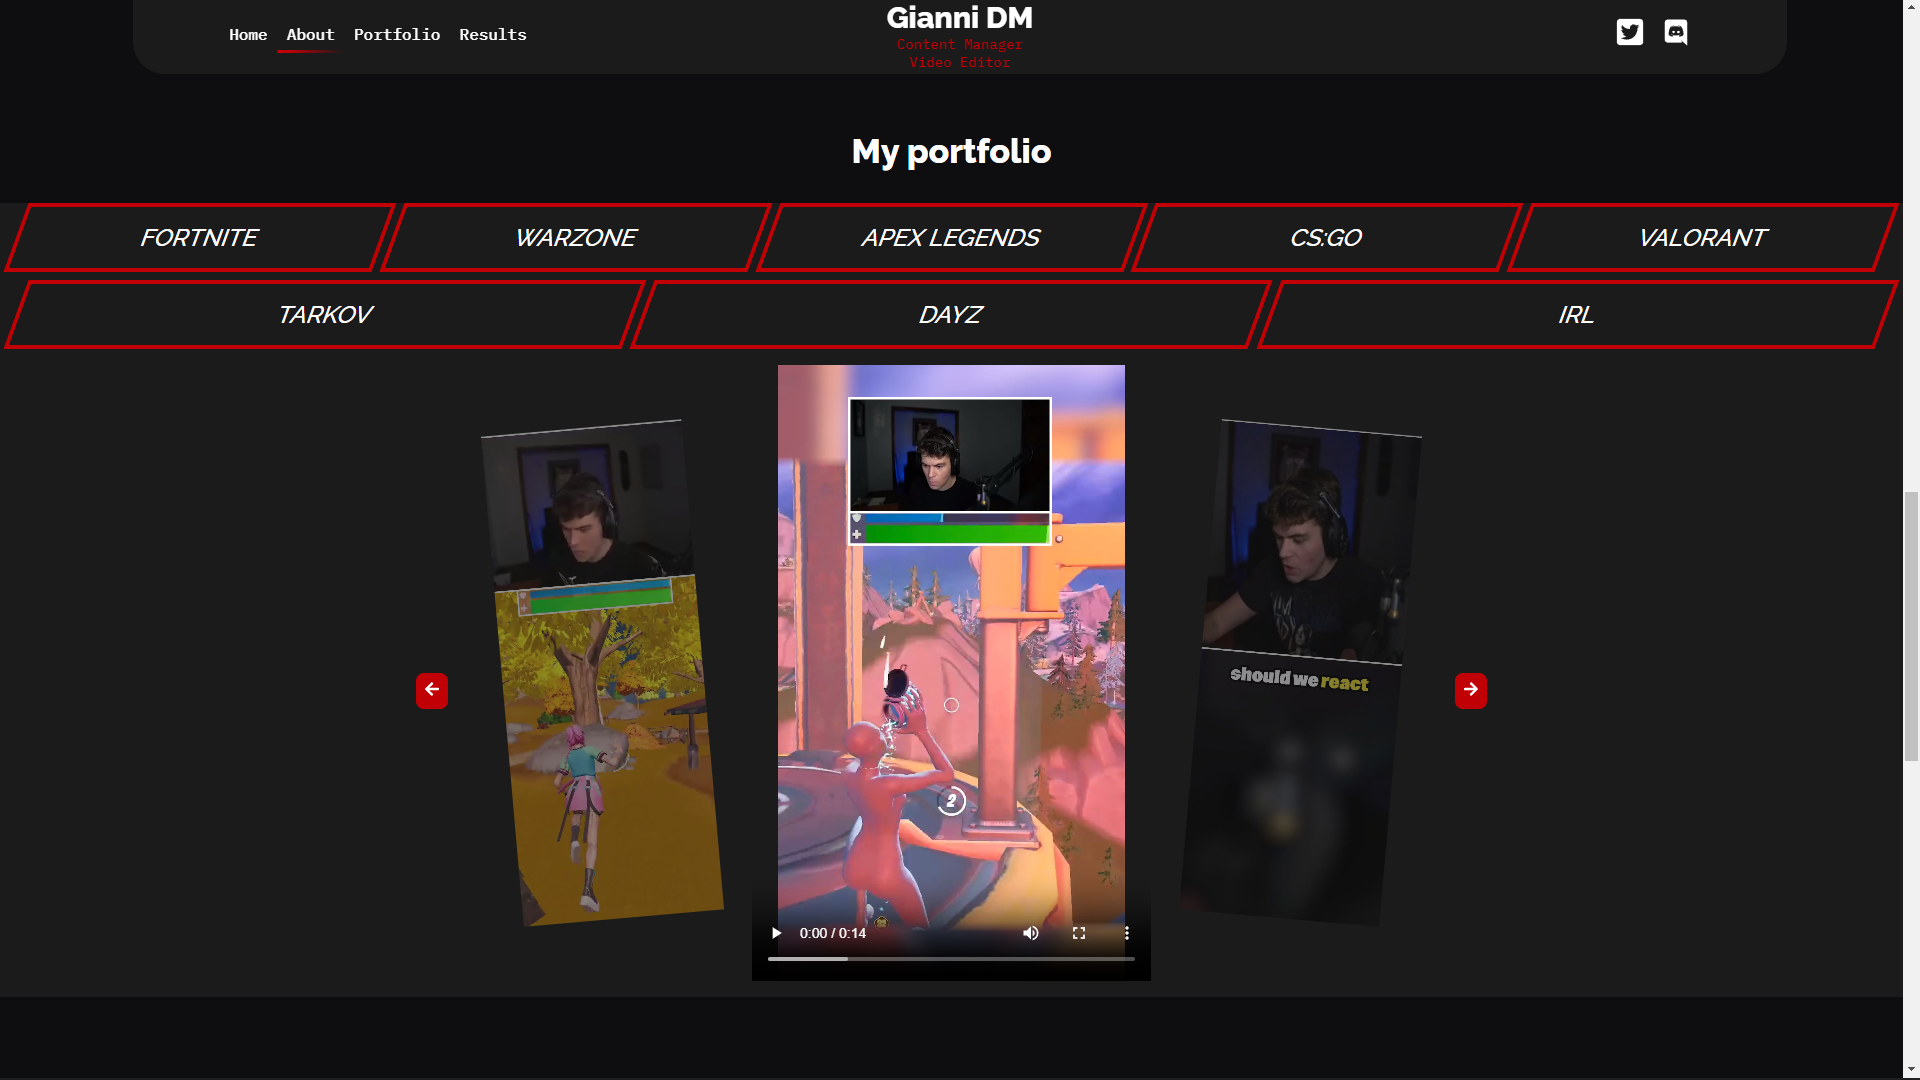 Home About Portfolio Results
Gianni DM
Content Manager
Video Editor
My portfolio
FORTNITE WARZONE APEX LEGENDS CS:GO VALORANT
TARKOV DAYZ IRL
should we react
2
0:00 / 0:14